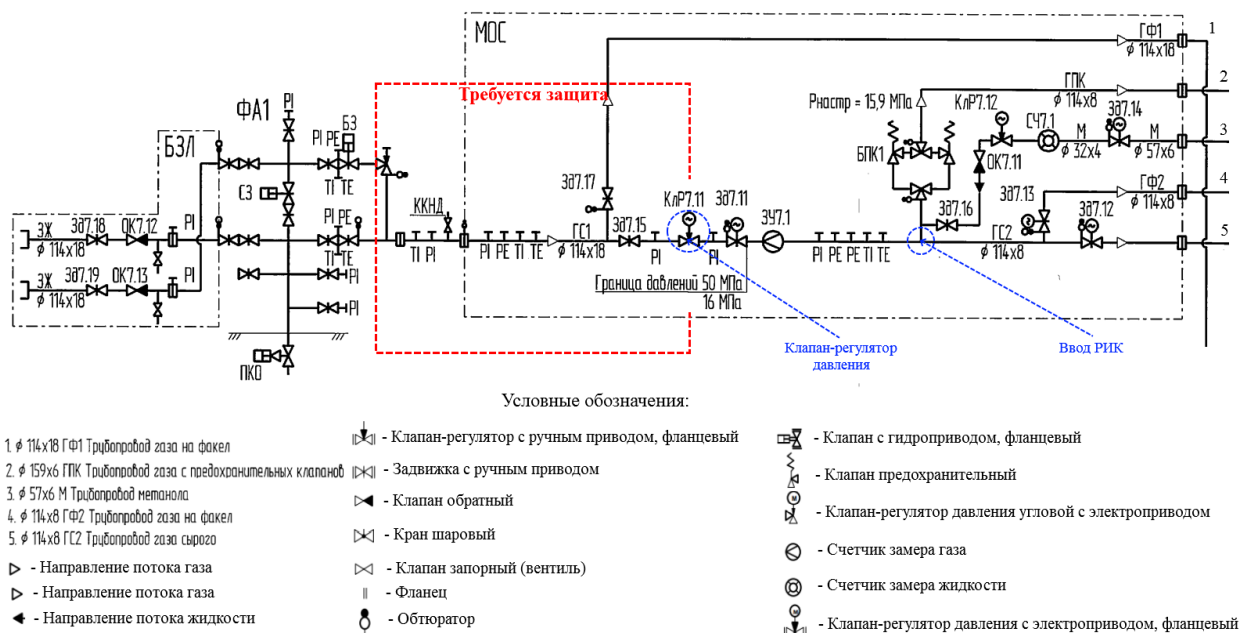 МОС
ГФ1
ϕ 114х18
1
Требуется защита
ГПК
ϕ 114х8
2
PI
ФА1
Рнастр = 15,9 МПа
КлР7.12
Зд7.14
СЧ7.1
М
М
3
ϕ 32х4
ϕ 57х6
БЗ
PI PE
TI TE
БЗЛ
БПК1
ОК7.11
СЗ
Зд7.17
КлР7.11
Зд7.11
Зд7.13
ГФ2
ϕ 114х8
4
ККНД
PI PE
TI TE
Зд7.16
Зд7.12
ЗЖ
ϕ 114х18
Зд7.18
ОК7.12
PI
TI PI
PI PE TI TE
ГС1
ϕ 114х18
Зд7.15
PI
PI
ЗУ7.1
PI PE TI TE
ГС2
ϕ 114х8
5
ЗЖ
ϕ 114х18
Зд7.19
ОК7.13
PI
PI
PI
Граница давлений 50 МПа
16 МПа
ПКО
Клапан-регулятор
давления
Ввод РИК
Условные обозначения:
1. ϕ 114х18 ГФ1 Трубопровод газа на факел
2. ϕ 159х6 ГПК Трубопровод газа с предохранительных клапанов
3. ϕ 57х6 М Трубопровод метанола
4. ϕ 114х8 ГФ2 Трубопровод газа на факел
5. ϕ 114х8 ГС2 Трубопровод газа сырого
- Направление потока газа
- Направление потока газа
- Направление потока жидкости
- Клапан-регулятор с ручным приводом, фланцевый
- Задвижка с ручным приводом
- Клапан обратный
- Кран шаровый
- Клапан запорный (вентиль)
- Фланец
- Обтюратор
- Клапан с гидроприводом, фланцевый
- Клапан предохранительный
- Клапан-регулятор давления угловой с электроприводом
- Счетчик замера газа
- Счетчик замера жидкости
- Клапан-регулятор давления с электроприводом, фланцевый